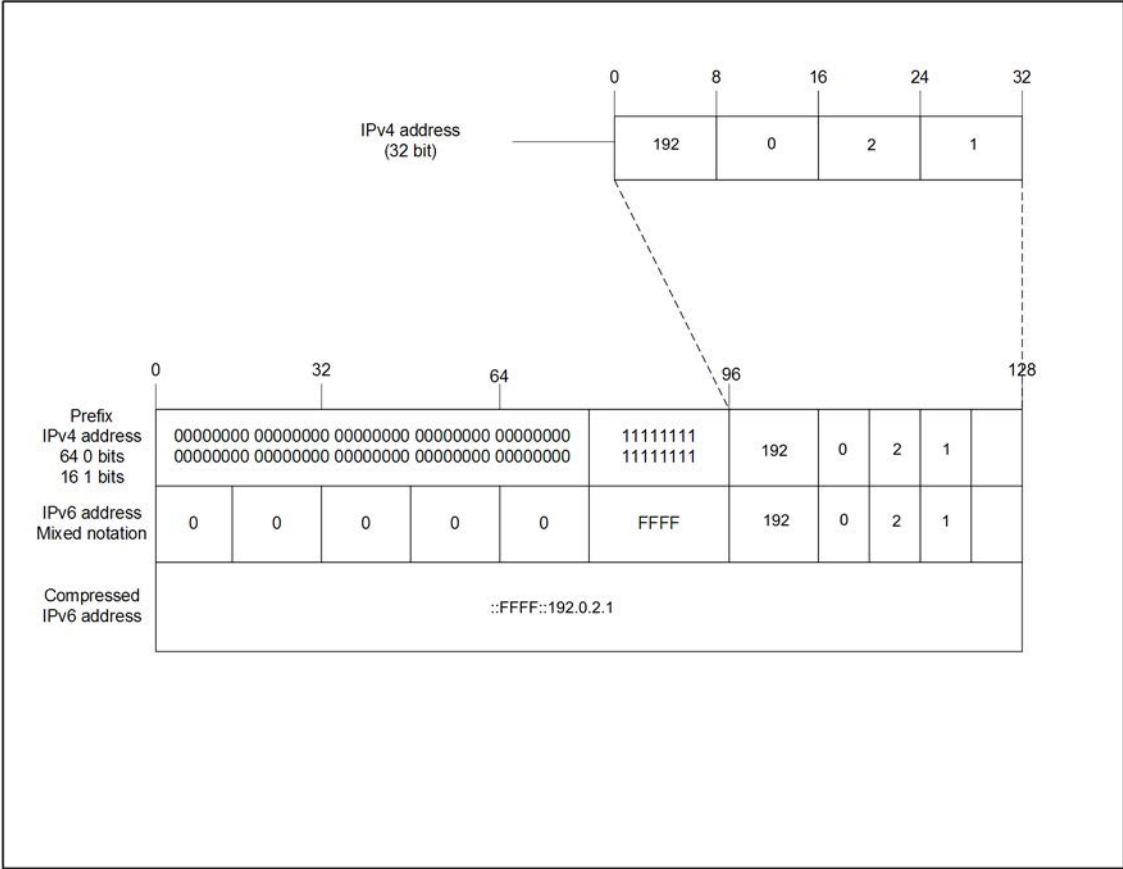 0 8 16 24 32
IPv4 address
(32 bit)
192 0 2 1
0 32 64 96 128
Prefix
IPv4 address
64 0 bits
16 1 bits
00000000 00000000 00000000 00000000 00000000
00000000 00000000 00000000 00000000 00000000
11111111
11111111
192 0 2 1
IPv6 address
Mixed notation
0 0 0 0 0 FFFF 192 0 2 1
Compressed
IPv6 address
::FFFF::192.0.2.1